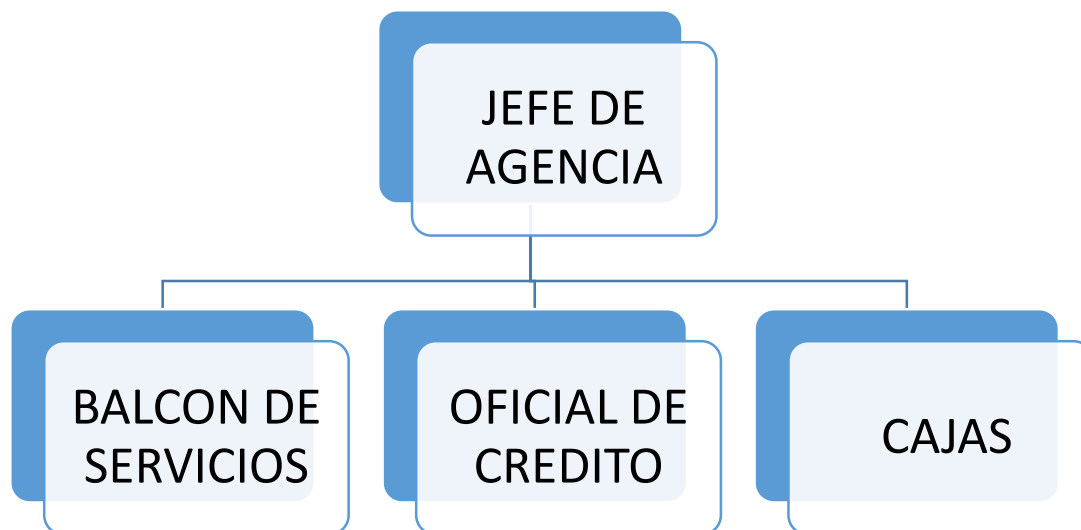 JEFE DE
AGENCIA
BALCON DE
SERVICIOS
OFICIAL DE
CREDITO
CAJAS